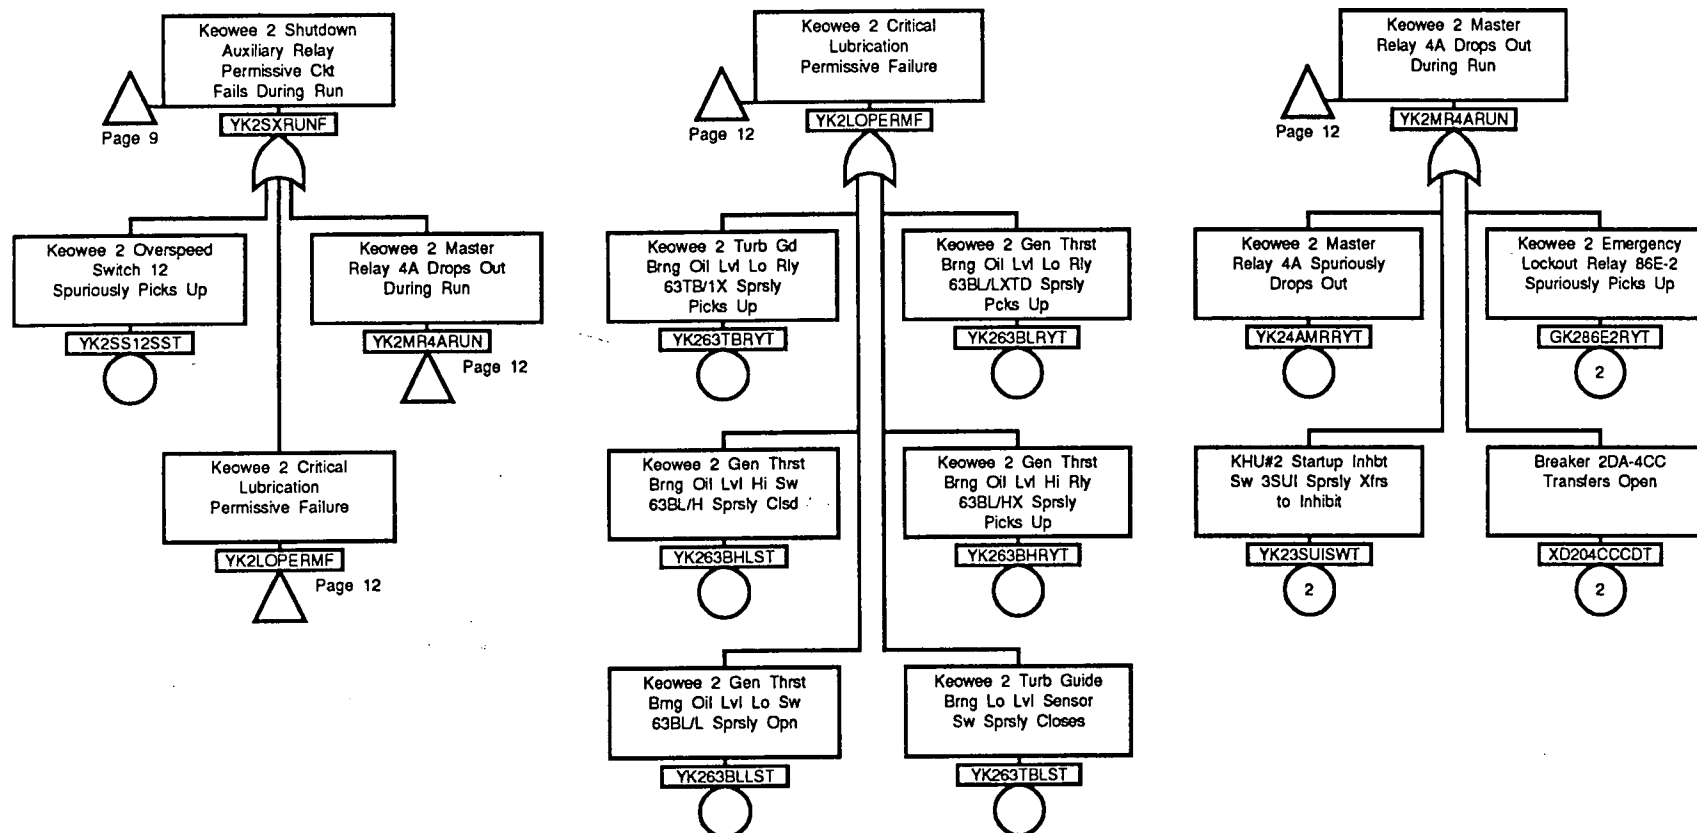 Keowee 2 Shutdown
Auxiliary Relay
Permissive Ckt
Fails During Run
Page 9
YK2SXRUNF
Keowee 2 Overspeed
Switch 12
Spuriously Picks Up
YK2SS12SST
Keowee 2 Master
Relay 4A Drops Out
During Run
YK2MR4ARUN
Page 12
Keowee 2 Critical
Lubrication
Permissive Failure
YK2LOPERMF
Page 12
Keowee 2 Critical
Lubrication
Permissive Failure
Page 12
YK2LOPERMF
Keowee 2 Turb Gd
Brng Oil Lvl Lo Rly
63TB/1X Sprsly
Picks Up
YK263TBRYT
Keowee 2 Gen Thrst
Brng Oil Lvl Lo Rly
63BL/LXTD Sprsly
Pcks Up
YK263BLRYT
Keowee 2 Gen Thrst
Brng Oil Lvl Hi Sw
63BL/H Sprsly Clsd
YK263BHLST
Keowee 2 Gen Thrst
Brng Oil Lvl Hi Rly
63BL/HX Sprsly
Picks Up
YK263BHRYT
Keowee 2 Gen Thrst
Brng Oil Lvl Lo Sw
63BL/L Sprsly Opn
YK263BLLST
Keowee 2 Turb Guide
Brng Lo Lvl Sensor
Sw Sprsly Closes
YK263TBLST
Keowee 2 Master
Relay 4A Drops Out
During Run
Page 12
YK2MR4ARUN
Keowee 2 Master
Relay 4A Spuriously
Drops Out
YK24AMRRYT
Keowee 2 Emergency
Lockout Relay 86E-2
Spuriously Picks Up
GK286E2RYT
2
KHU#2 Startup Inhbt
Sw 3SUI Sprsly Xfrs
to Inhibit
YK23SUISWT
2
Breaker 2DA-4CC
Transfers Open
XD204CCCDT
2